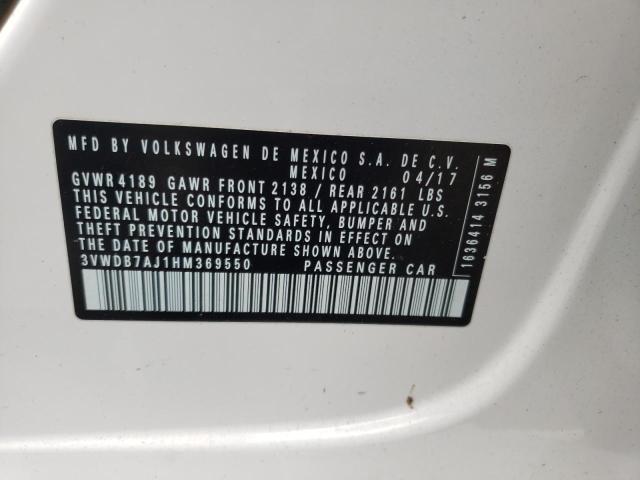 MFD BY VOLKSWAGEN DE MEXICO S.A. DE C.V.
MEXICO 04/17
GVWR 4189 GAWR FRONT 2138 / REAR 2161 LBS
THIS VEHICLE CONFORMS TO ALL APPLICABLE U.S.
FEDERAL MOTOR VEHICLE SAFETY, BUMPER AND
THEFT PREVENTION STANDARDS IN EFFECT ON
THE DATE OF MANUFACTURE SHOWN ABOVE.
3VWDB7AJ1HM369550 PASSENGER CAR
1636414 3156 M